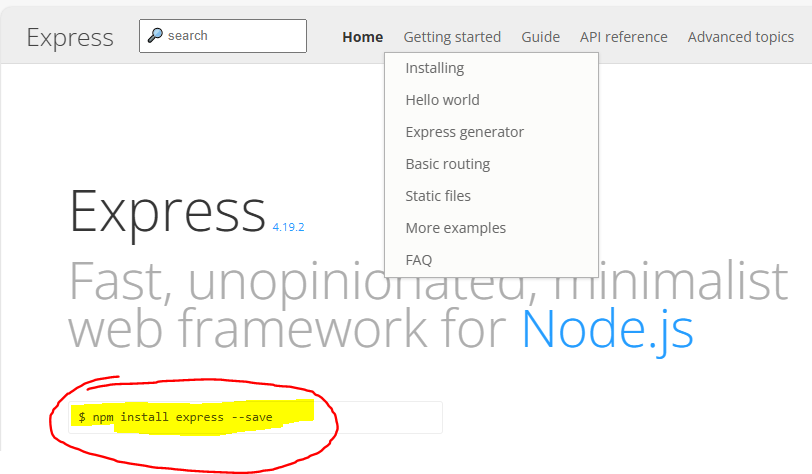 Express search Home Getting started Guide API reference Advanced topics
Installing
Hello world
Express generator
Basic routing
Static files
More examples
FAQ
Express 4.19.2
Fast, unopinionated, minimalist
web framework for Node.js
$ npm install express --save